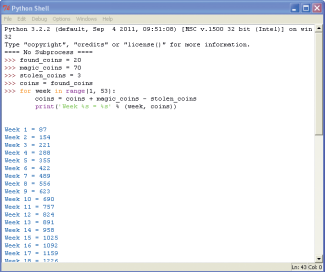 Python Shell
File Edit Debug Options Windows Help
Python 3.2.2 (default, Sep 4 2011, 09:51:08) [MSC v.1500 32 bit (Intel)] on win
32
Type "copyright", "credits" or "license()" for more information.
==== No Subprocess ====
>>> found_coins = 20
>>> magic_coins = 70
>>> stolen_coins = 3
>>> coins = found_coins
>>> for week in range(1, 53):
coins = coins + magic_coins - stolen_coins
print('Week %s = %s' % (week, coins))
Week 1 = 87
Week 2 = 154
Week 3 = 221
Week 4 = 288
Week 5 = 355
Week 6 = 422
Week 7 = 489
Week 8 = 556
Week 9 = 623
Week 10 = 690
Week 11 = 757
Week 12 = 824
Week 13 = 891
Week 14 = 958
Week 15 = 1025
Week 16 = 1092
Week 17 = 1159
Week 18 = 1226
Ln: 43 Col: 0